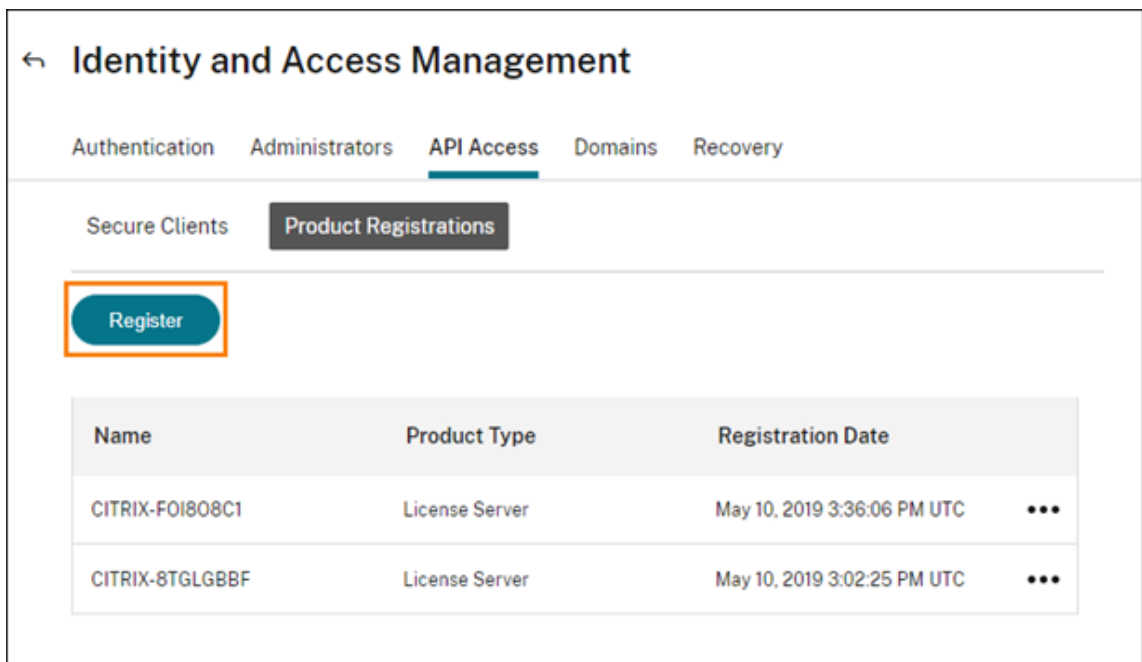 Identity and Access Management
Authentication Administrators API Access Domains Recovery
Secure Clients Product Registrations
Register
Name Product Type Registration Date
CITRIX-FOI8O8C1 License Server May 10, 2019 3:36:06 PM UTC
CITRIX-8TGLGBBF License Server May 10, 2019 3:02:25 PM UTC